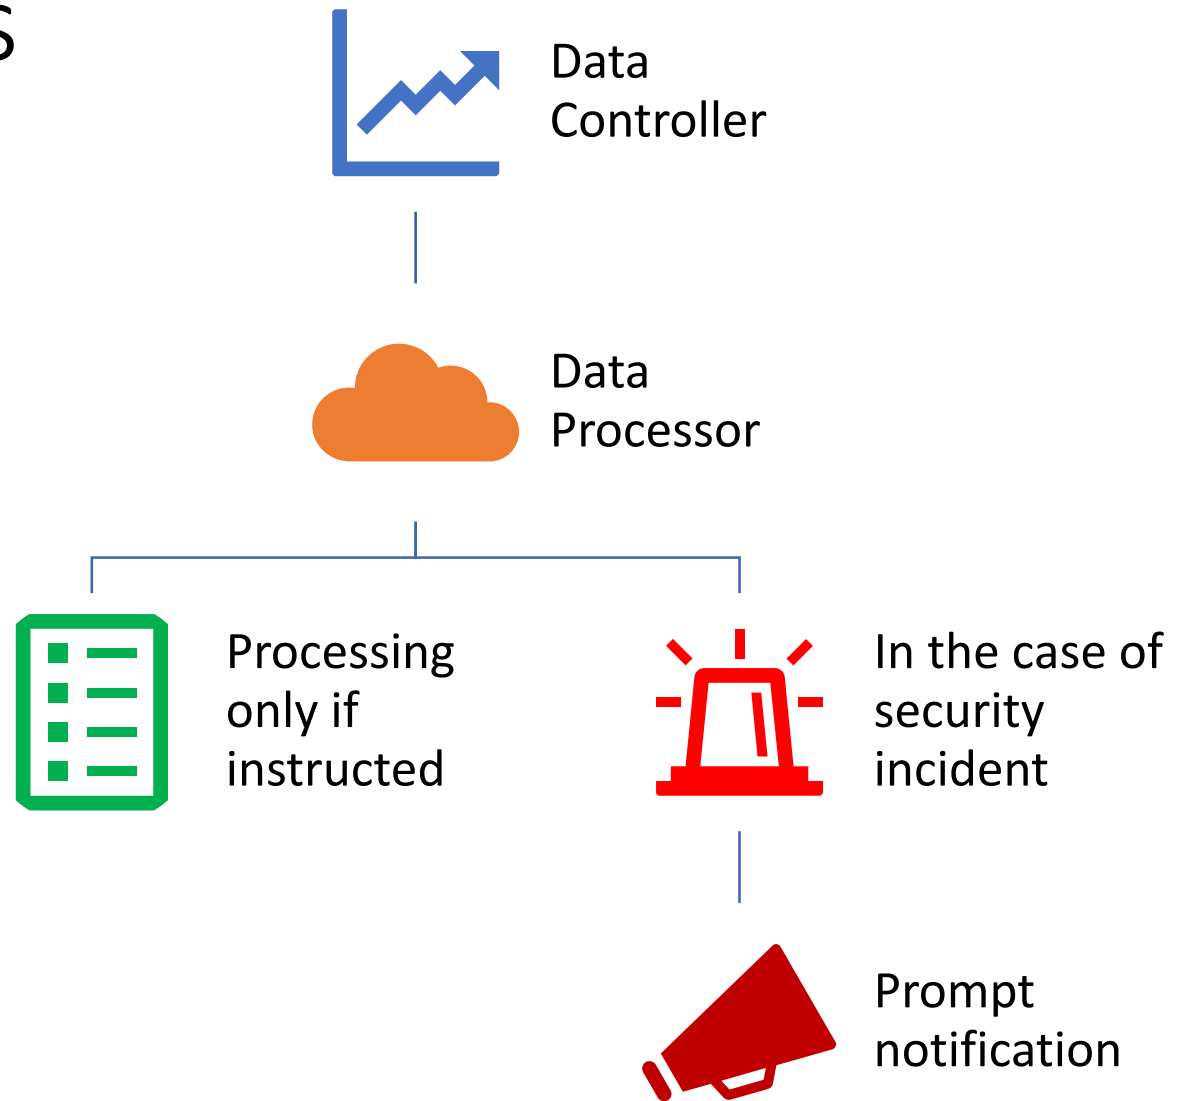 s
Data
Controller
Data
Processor
Processing
only if
instructed
In the case of
security
incident
Prompt
notification